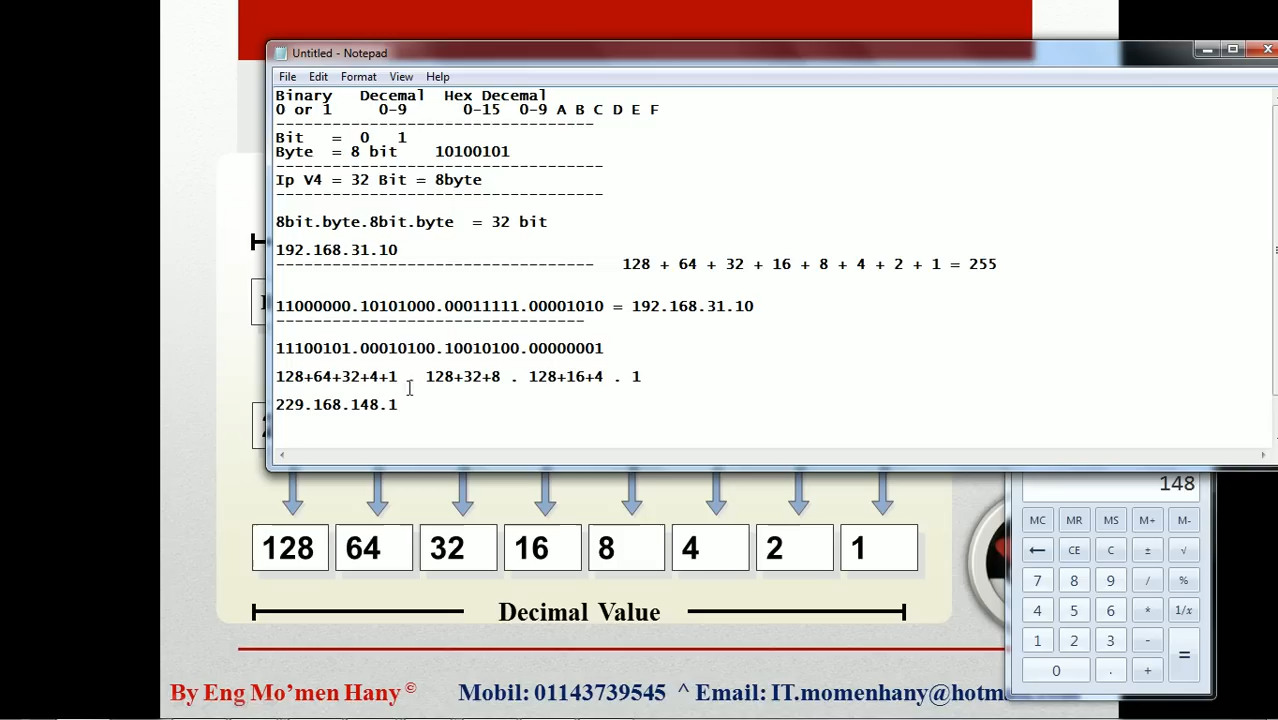 Untitled - Notepad
File Edit Format View Help
Binary Decemal Hex Decemal
0 or 1 0-9 0-15 0-9 A B C D E F
---------------------------------
Bit = 0 1
Byte = 8 bit 10100101
----------------------------------
Ip V4 = 32 Bit = 8byte
----------------------------------
8bit.byte.8bit.byte = 32 bit
192.168.31.10
---------------------------------
128 + 64 + 32 + 16 + 8 + 4 + 2 + 1 = 255
11000000.10101000.00011111.00001010 = 192.168.31.10
--------------------------------
11100101.00010100.10010100.00000001
128+64+32+4+1 . 128+32+8 . 128+16+4 . 1
229.168.148.1
148
MC MR MS M+ M-
← CE C ± √
7 8 9 / %
4 5 6 * 1/x
1 2 3 - =
0 . +
128 64 32 16 8 4 2 1
Decimal Value
By Eng Mo'men Hany © Mobil: 01143739545 ^ Email: IT.momenhany@hotm